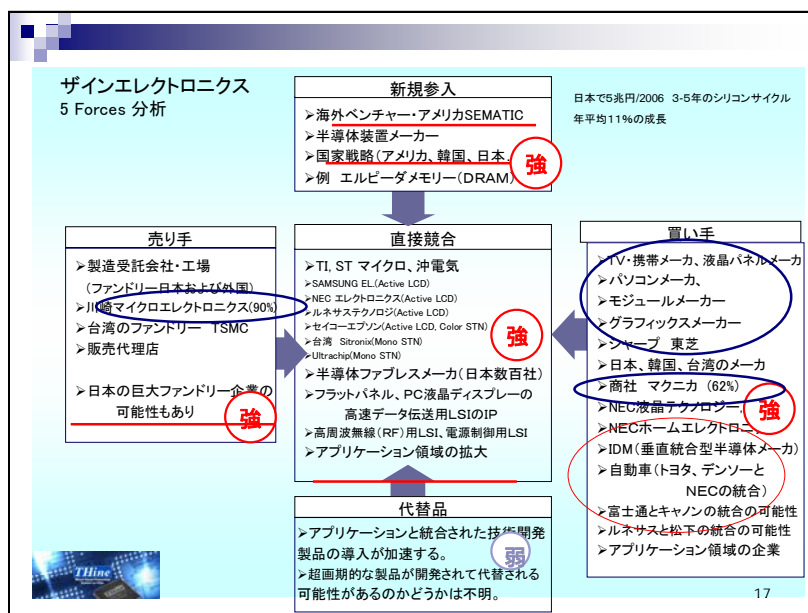 ザインエレクトロニクス
5 Forces 分析
日本で5兆円/2006 3-5年のシリコンサイクル
年平均11%の成長
新規参入
➢海外ベンチャー・アメリカSEMATIC
➢半導体装置メーカー
➢国家戦略(アメリカ、韓国、日本.
➢例 エルピーダメモリー(DRAM)
強
売り手
➢製造受託会社・工場
(ファンドリー日本および外国)
➢川崎マイクロエレクトロニクス(90%)
➢台湾のファンドリー TSMC
➢販売代理店
➢日本の巨大ファンドリー企業の
可能性もあり
強
直接競合
➢TI, ST マイクロ、沖電気
➢SAMSUNG EL.(Active LCD)
➢NEC エレクトロニクス(Active LCD)
➢ルネサステクノロジ(Active LCD)
➢セイコーエプソン(Active LCD, Color STN)
➢台湾 Sitronix(Mono STN)
➢Ultrachip(Mono STN)
➢半導体ファブレスメーカ(日本数百社)
➢フラットパネル、PC液晶ディスプレーの
高速データ伝送用LSIのIP
➢高周波無線(RF)用LSI、電源制御用LSI
➢アプリケーション領域の拡大
強
買い手
➢TV・携帯メーカ、液晶パネルメーカ
➢パソコンメーカ、
➢モジュールメーカー
➢グラフィックスメーカー
➢シャープ 東芝
➢日本、韓国、台湾のメーカ
➢商社 マクニカ (62%)
➢NEC液晶テクノロジー.
➢NECホームエレクトロニ
➢IDM(垂直統合型半導体メーカ)
➢自動車(トヨタ、デンソーと
NECの統合)
➢富士通とキャノンの統合の可能性
➢ルネサスと松下の統合の可能性
➢アプリケーション領域の企業
強
代替品
➢アプリケーションと統合された技術開発
製品の導入が加速する。
➢超画期的な製品が開発されて代替される
可能性があるのかどうかは不明。
弱
THine
17